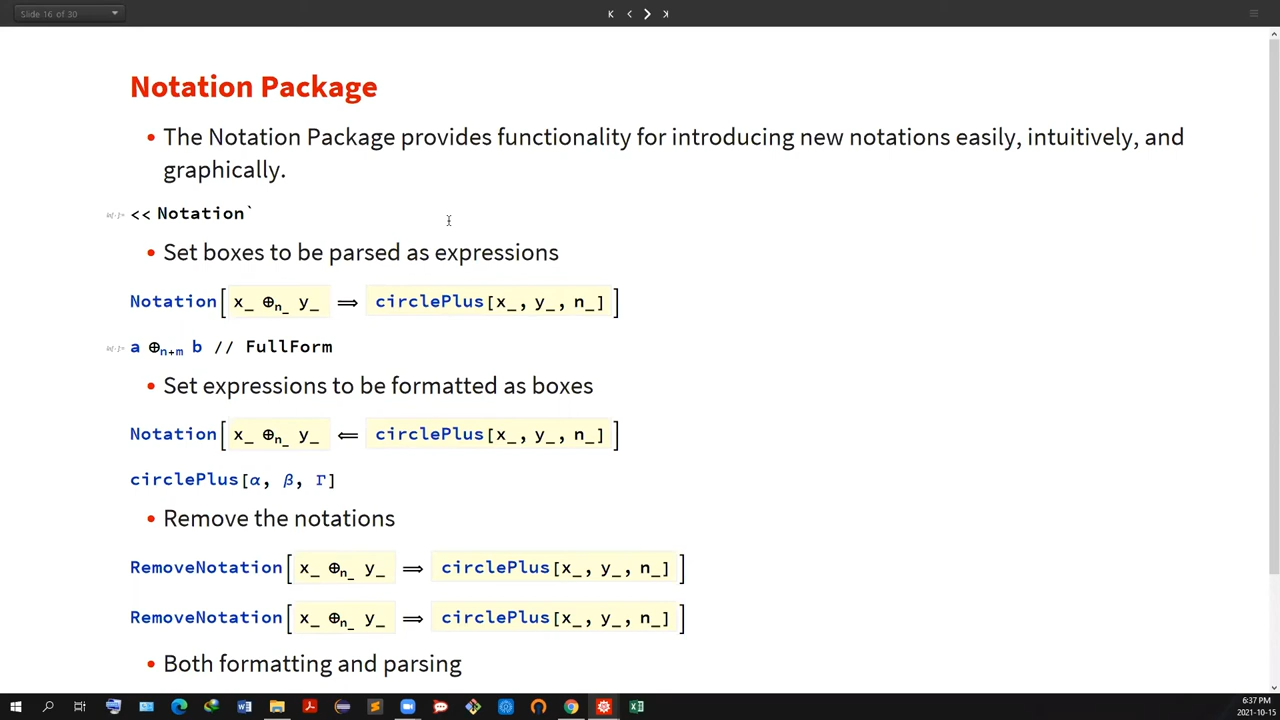 Slide 16 of 30
Notation Package
• The Notation Package provides functionality for introducing new notations easily, intuitively, and
graphically.
In[·]:= << Notation`
• Set boxes to be parsed as expressions
Notation[x_ ⊕n_ y_ ⟹ circlePlus[x_, y_, n_]]
In[·]:= a ⊕n+m b // FullForm
• Set expressions to be formatted as boxes
Notation[x_ ⊕n_ y_ ⟸ circlePlus[x_, y_, n_]]
circlePlus[α, β, Γ]
• Remove the notations
RemoveNotation[x_ ⊕n_ y_ ⟹ circlePlus[x_, y_, n_]]
RemoveNotation[x_ ⊕n_ y_ ⟹ circlePlus[x_, y_, n_]]
• Both formatting and parsing
6:37 PM
2021-10-15